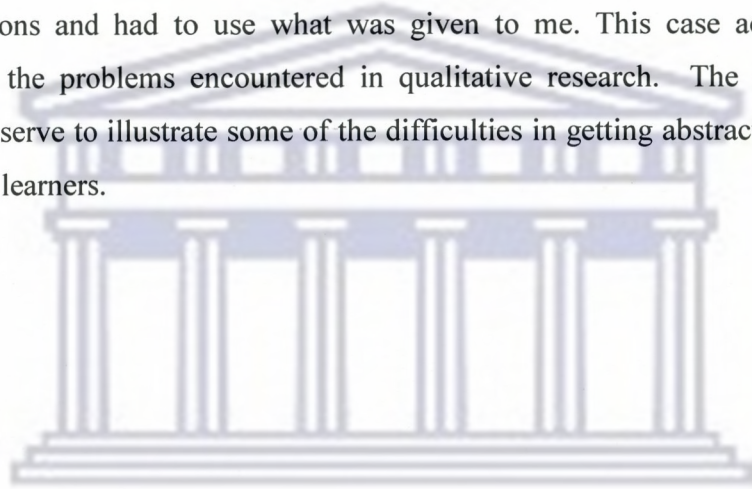 ons and had to use what was given to me. This case a
the problems encountered in qualitative research. The
serve to illustrate some of the difficulties in getting abstrac
learners.